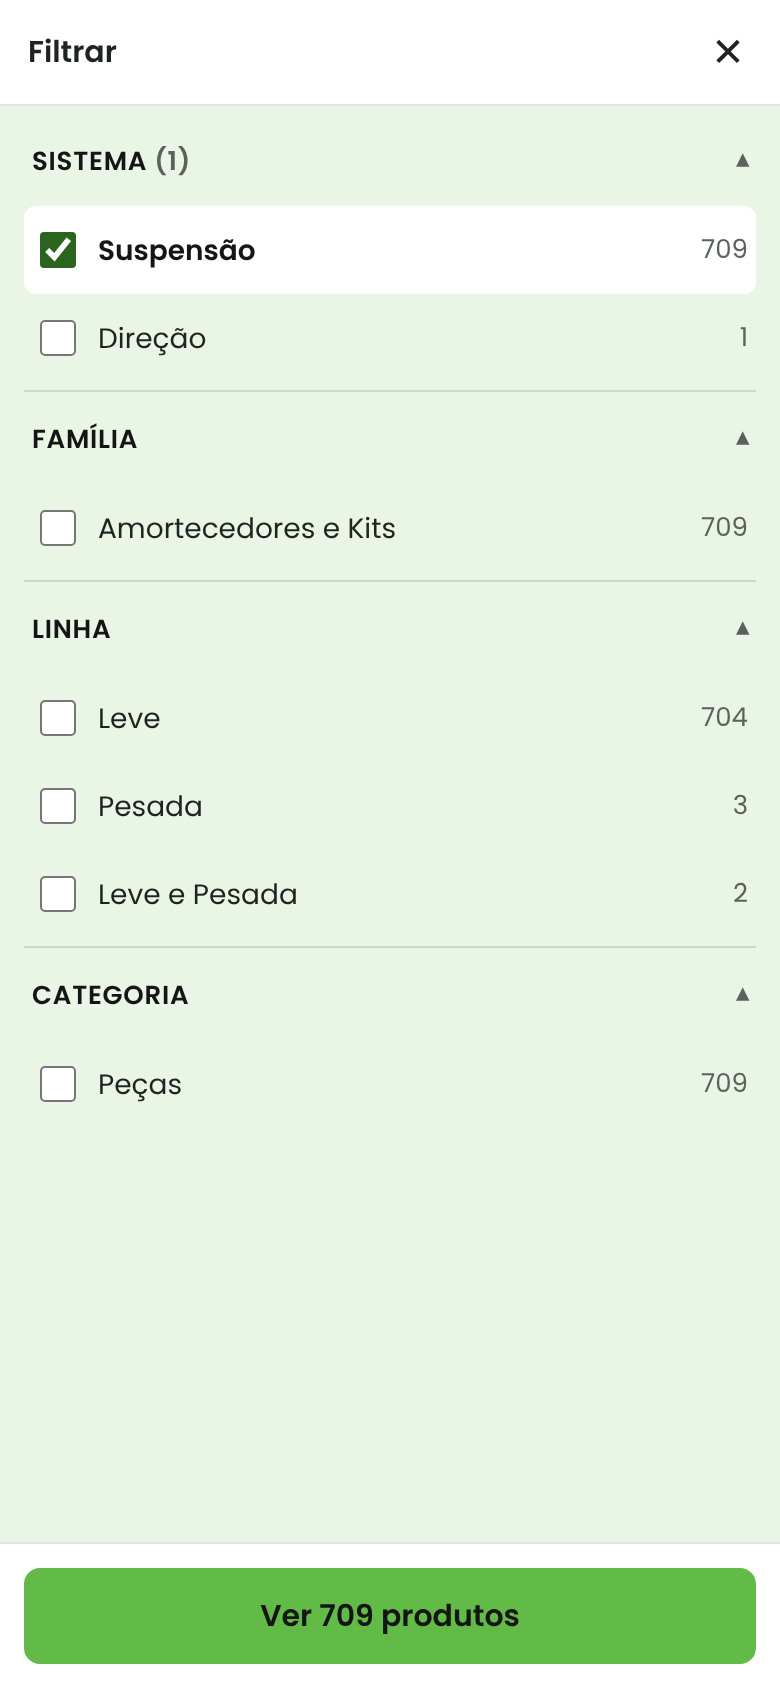 Filtrar ✕
SISTEMA (1) ▲
Suspensão 709
Direção 1
FAMÍLIA ▲
Amortecedores e Kits 709
LINHA ▲
Leve 704
Pesada 3
Leve e Pesada 2
CATEGORIA ▲
Peças 709
Ver 709 produtos